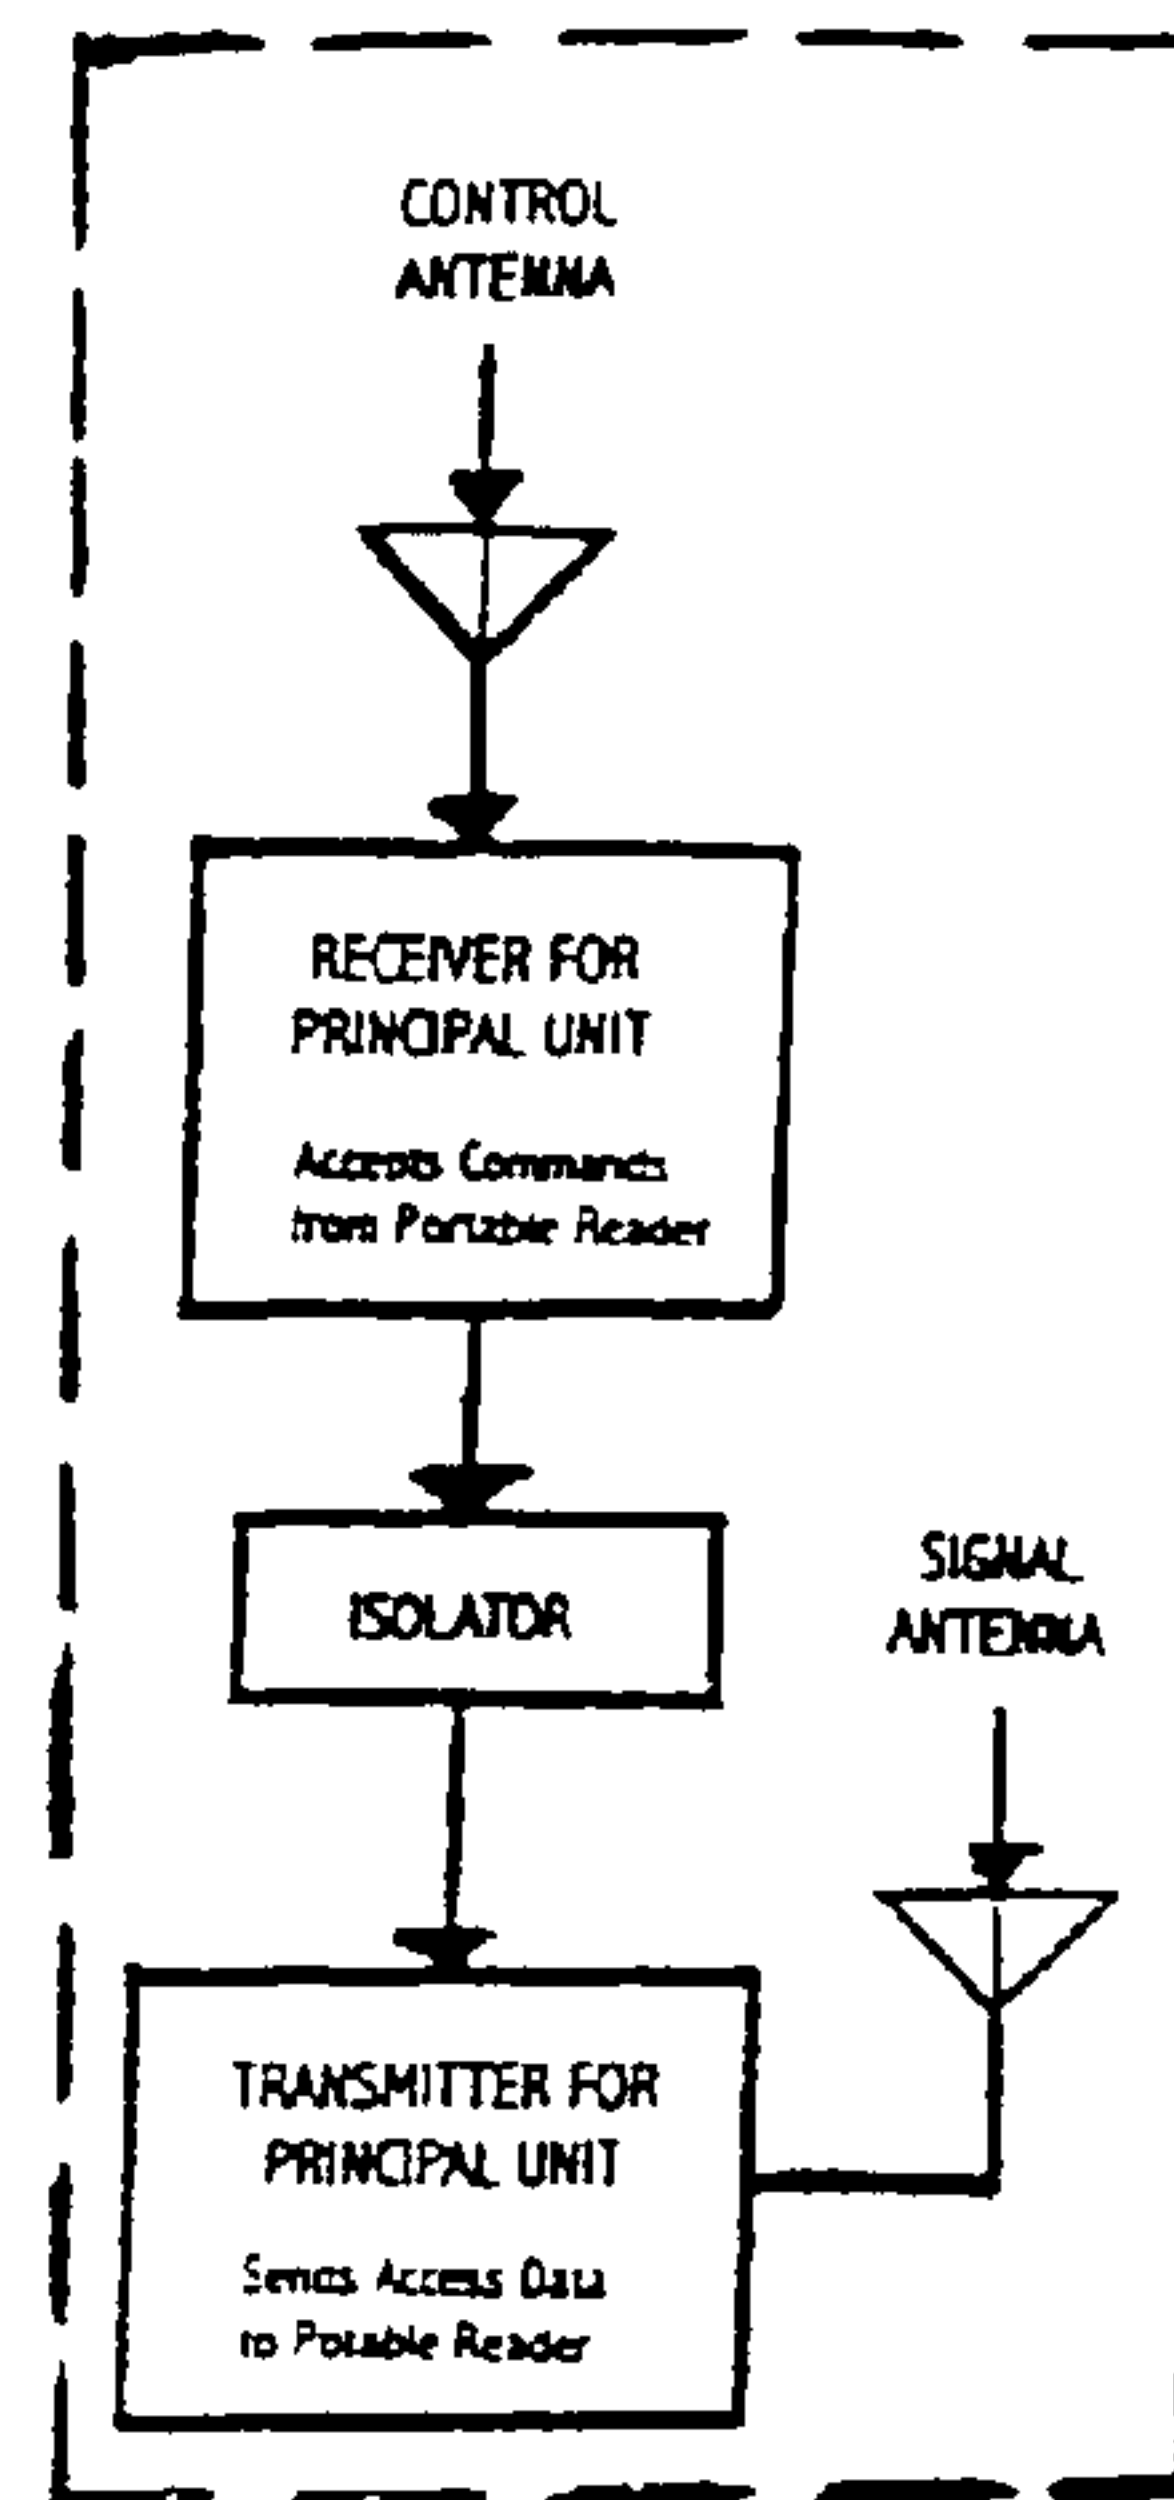 CONTROL
ANTENNA
RECEIVER FOR
PRINCIPAL UNIT
Accepts Commands
from Portable Reader
ISOLATOR
SIGNAL
ANTENNA
TRANSMITTER FOR
PRINCIPAL UNIT
Sends Access Data
to Portable Reader